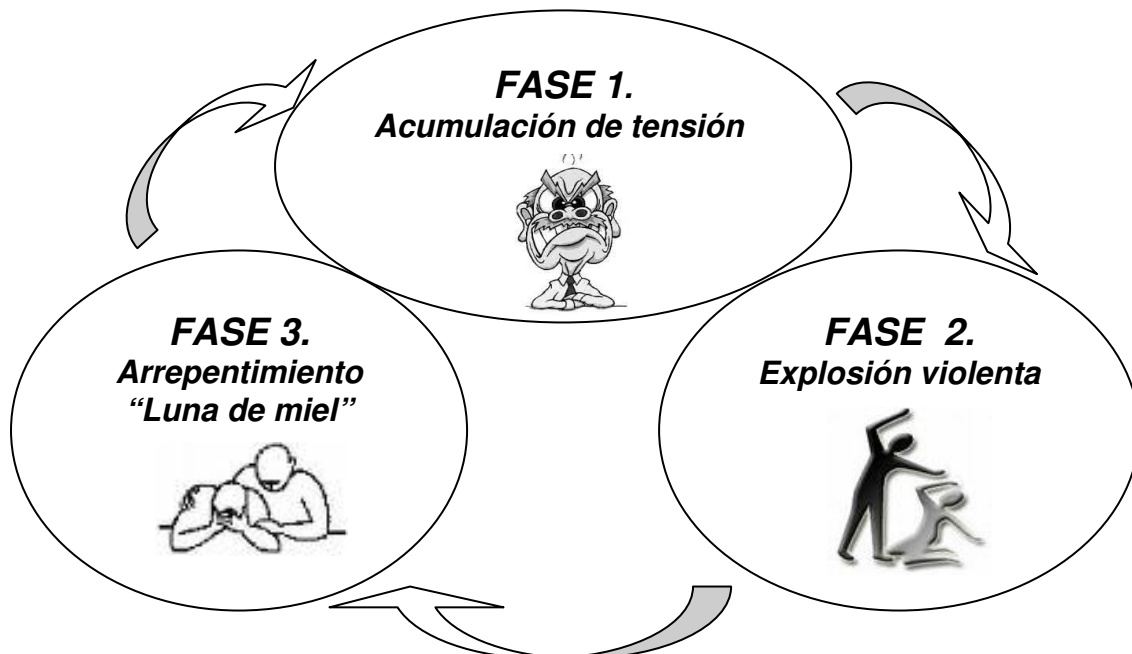 FASE 1.
Acumulación de tensión
FASE 3.
Arrepentimiento
“Luna de miel”
FASE 2.
Explosión violenta